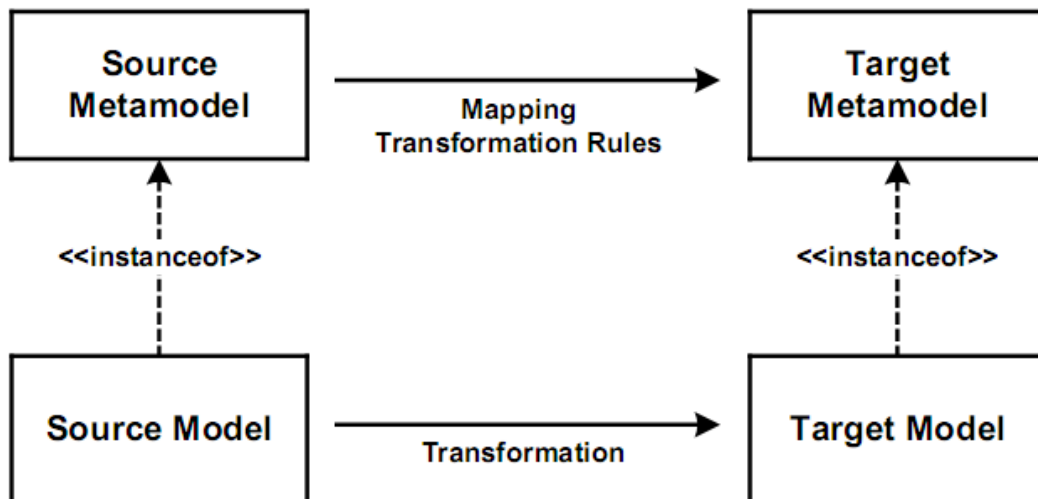 Source
Metamodel
Target
Metamodel
Mapping
Transformation Rules
<<instanceof>>
<<instanceof>>
Source Model
Target Model
Transformation